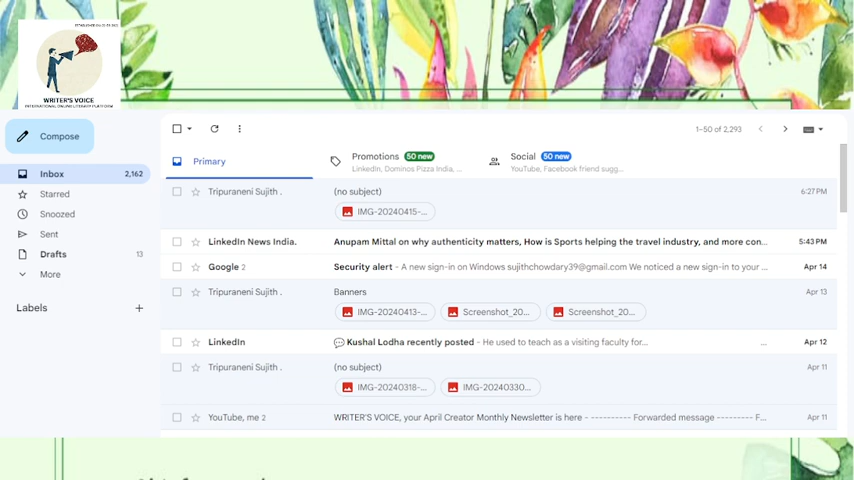 ESTABLISHED ON
WRITER'S VOICE
INTERNATIONAL ONLINE LITERARY PLATFORM
Compose
1–50 of 2,293
Primary
Promotions 50 new
LinkedIn, Dominos Pizza India, ...
Social 50 new
YouTube, Facebook friend sugg...
Inbox 2,162
Starred
Snoozed
Sent
Drafts 13
More
Labels
Tripuraneni Sujith . (no subject) 6:27 PM
IMG-20240415-...
LinkedIn News India. Anupam Mittal on why authenticity matters, How is Sports helping the travel industry, and more con... 5:43 PM
Google 2 Security alert - A new sign-in on Windows sujithchowdary39@gmail.com We noticed a new sign-in to your ... Apr 14
Tripuraneni Sujith . Banners Apr 13
IMG-20240413-... Screenshot_20... Screenshot_20...
LinkedIn 💬 Kushal Lodha recently posted - He used to teach as a visiting faculty for... ... Apr 12
Tripuraneni Sujith . (no subject) Apr 11
IMG-20240318-... IMG-20240330...
YouTube, me 2 WRITER'S VOICE, your April Creator Monthly Newsletter is here - ---------- Forwarded message --------- F... Apr 11